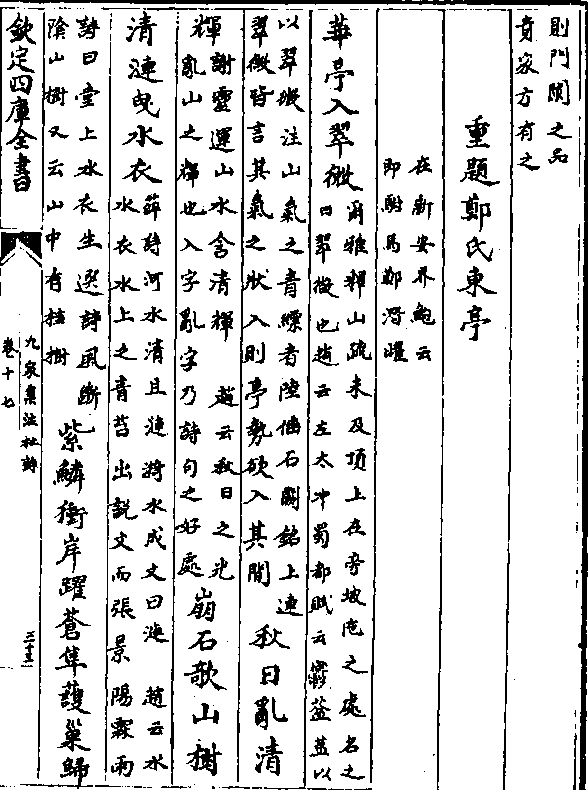 則門閥之品
貴家方有之
重題鄭氏東亭
在新安界鮑云
即駙馬鄭潛曜
華亭入翠微
爾雅釋山疏未及頂上在旁坡陀之處名之
曰翠微也趙云左太冲蜀都賦云葐蒀以
以翠微注山氣之青縹者陸倕石闕銘上連
翠微皆言其氣之狀入則亭勢欲入其間
秋日亂清
輝
謝靈運山水含清輝 趙云秋日之光
亂山之輝也入字亂字乃詩句之好處
崩石欹山樹
清漣曳水衣
薛詩河水清且漣猗水成文曰漣 趙云水
水衣水上之青苔出説文而張景陽霖雨
詩曰堂上水衣生選詩風斷
陰山樹又云山中有桂樹
紫鱗衝岸躍蒼隼護巢歸
欽定四庫全書
九家集注杜詩
卷十七
三十五